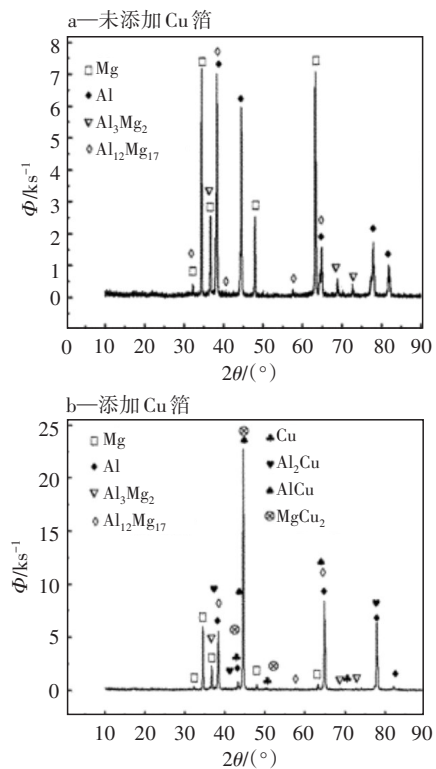 a—未添加Cu箔
8
7
6
5
4
3
2
1
0
Φ/ks⁻¹
Mg
Al
Al₃Mg₂
Al₁₂Mg₁₇
0 10 20 30 40 50 60 70 80 90
2θ/(°)
b—添加Cu箔
25
20
15
10
5
0
Φ/ks⁻¹
Mg
Al
Al₃Mg₂
Al₁₂Mg₁₇
Cu
Al₂Cu
AlCu
MgCu₂
10 20 30 40 50 60 70 80 90
2θ/(°)